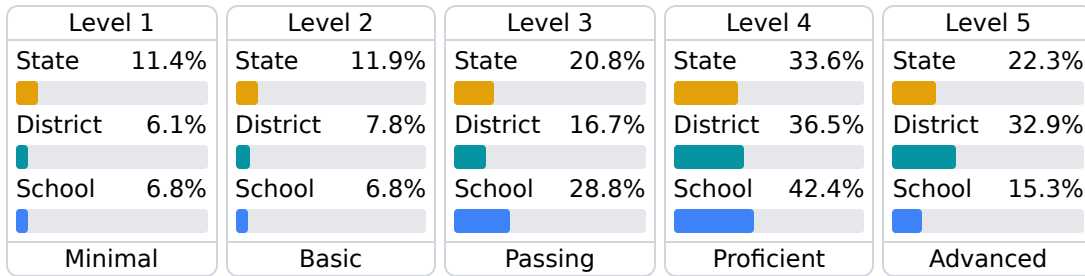 Level 1
State 11.4%
District 6.1%
School 6.8%
Minimal
Level 2
State 11.9%
District 7.8%
School 6.8%
Basic
Level 3
State 20.8%
District 16.7%
School 28.8%
Passing
Level 4
State 33.6%
District 36.5%
School 42.4%
Proficient
Level 5
State 22.3%
District 32.9%
School 15.3%
Advanced